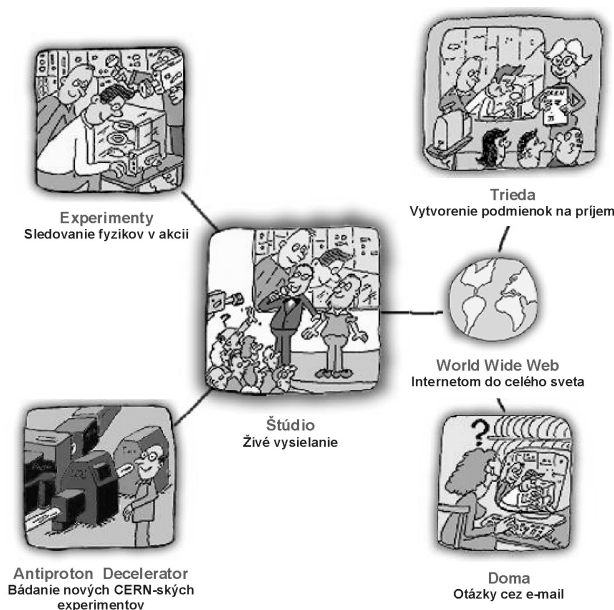 Experimenty
Sledovanie fyzikov v akcii
Trieda
Vytvorenie podmienok na príjem
World Wide Web
Internetom do celého sveta
Štúdio
Živé vysielanie
?
Antiproton Decelerator
Bádanie nových CERN-ských
experimentov
Doma
Otázky cez e-mail